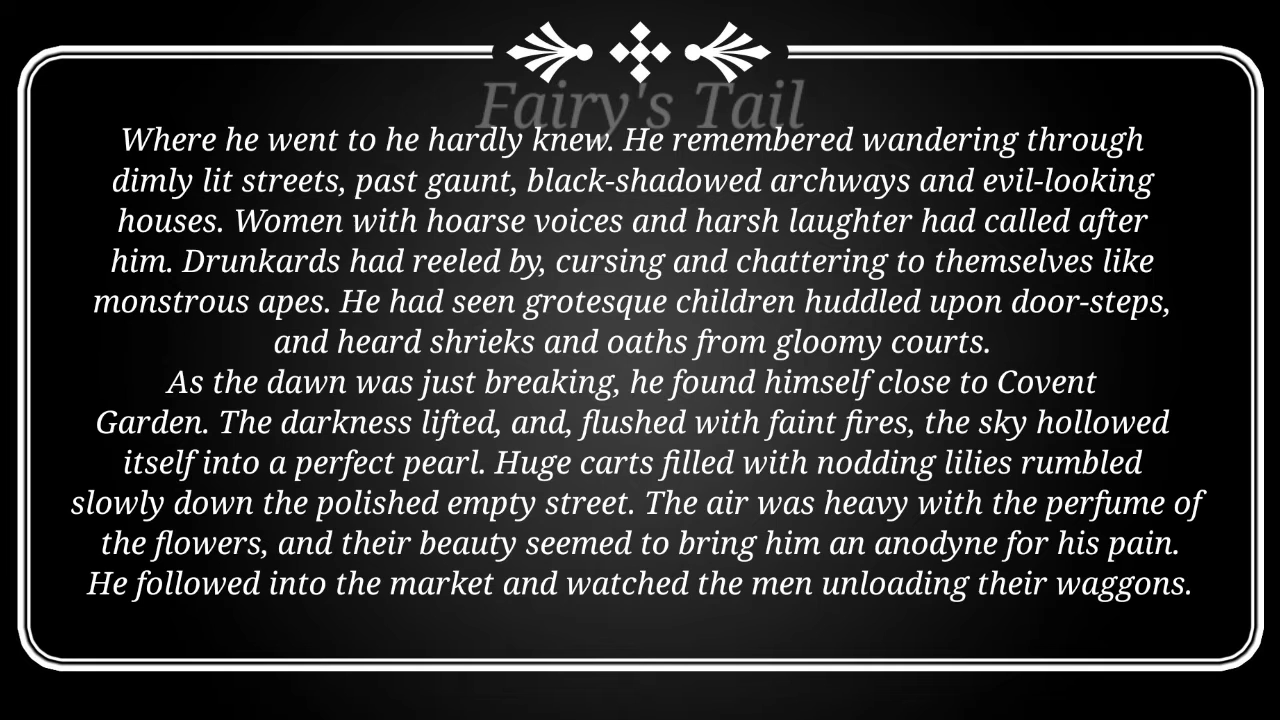 Fairy's Tail
Where he went to he hardly knew. He remembered wandering through
dimly lit streets, past gaunt, black-shadowed archways and evil-looking
houses. Women with hoarse voices and harsh laughter had called after
him. Drunkards had reeled by, cursing and chattering to themselves like
monstrous apes. He had seen grotesque children huddled upon door-steps,
and heard shrieks and oaths from gloomy courts.
As the dawn was just breaking, he found himself close to Covent
Garden. The darkness lifted, and, flushed with faint fires, the sky hollowed
itself into a perfect pearl. Huge carts filled with nodding lilies rumbled
slowly down the polished empty street. The air was heavy with the perfume of
the flowers, and their beauty seemed to bring him an anodyne for his pain.
He followed into the market and watched the men unloading their waggons.